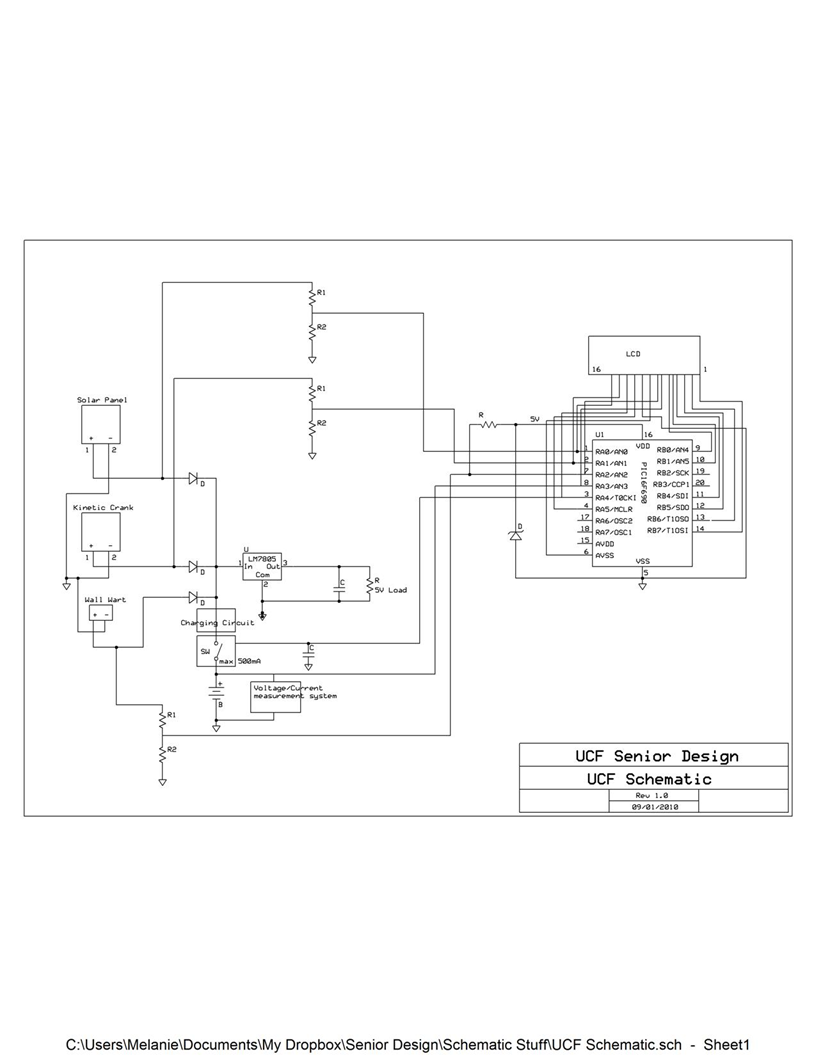 R1
R2
R1
R2
LCD
16 1
Solar Panel
+ -
1 2
R 5V
U1 16
VDD
PIC16F690
1 RA0/AN0 RB0/AN4 9
2 RA1/AN1 RB1/AN5 10
7 RA2/AN2 RB2/SCK 19
8 RA3/AN3 RB3/CCP1 20
3 RA4/T0CKI RB4/SDI 11
4 RA5/MCLR RB5/SDO 12
17 RA6/OSC2 RB6/T1OSO 13
18 RA7/OSC1 RB7/T1OSI 14
15 AVDD
6 AVSS
VSS
5
D
D
Kinetic Crank
+ -
1 2
D
U
LM7805
1 In Out 3
Com
2
C
R
5V Load
Wall Wart
+ -
D
Charging Circuit
SW
max 500mA
C
+
B
Voltage/Current
measurement system
R1
R2
UCF Senior Design
UCF Schematic
Rev 1.0
09/01/2010
C:\Users\Melanie\Documents\My Dropbox\Senior Design\Schematic Stuff\UCF Schematic.sch - Sheet1